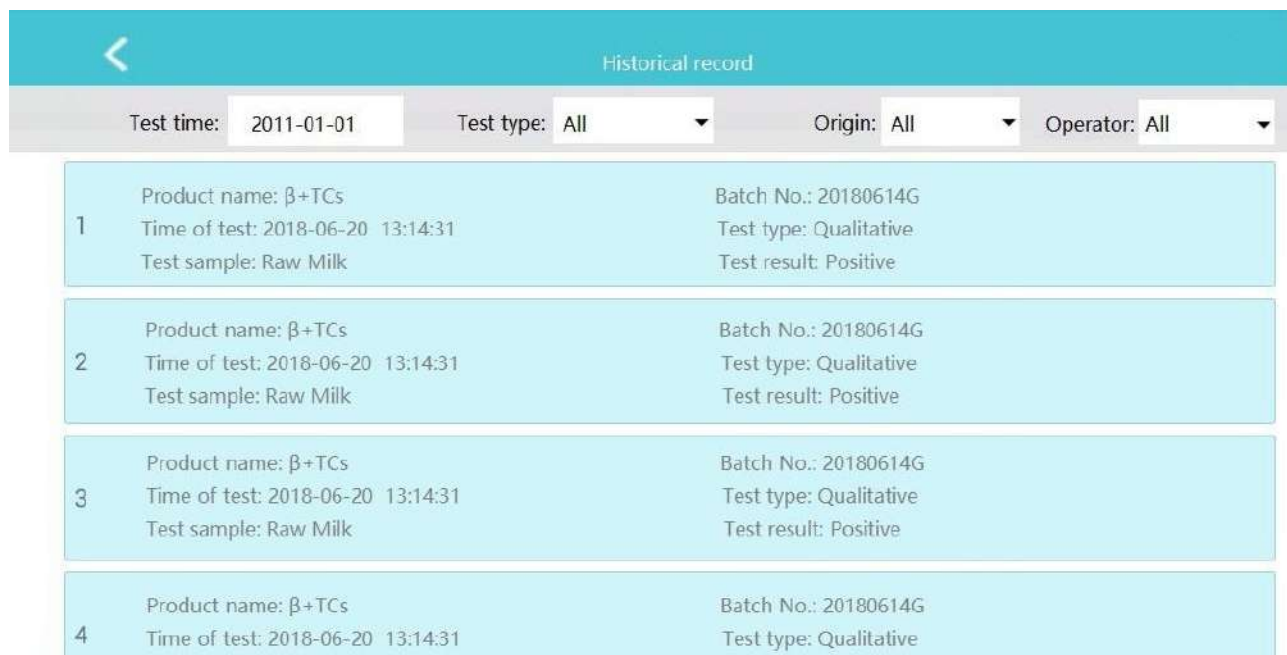 Historical record
Test time: 2011-01-01 Test type: All Origin: All Operator: All
1
Product name: β+TCs Batch No.: 20180614G
Time of test: 2018-06-20 13:14:31 Test type: Qualitative
Test sample: Raw Milk Test result: Positive
2
Product name: β+TCs Batch No.: 20180614G
Time of test: 2018-06-20 13:14:31 Test type: Qualitative
Test sample: Raw Milk Test result: Positive
3
Product name: β+TCs Batch No.: 20180614G
Time of test: 2018-06-20 13:14:31 Test type: Qualitative
Test sample: Raw Milk Test result: Positive
4
Product name: β+TCs Batch No.: 20180614G
Time of test: 2018-06-20 13:14:31 Test type: Qualitative